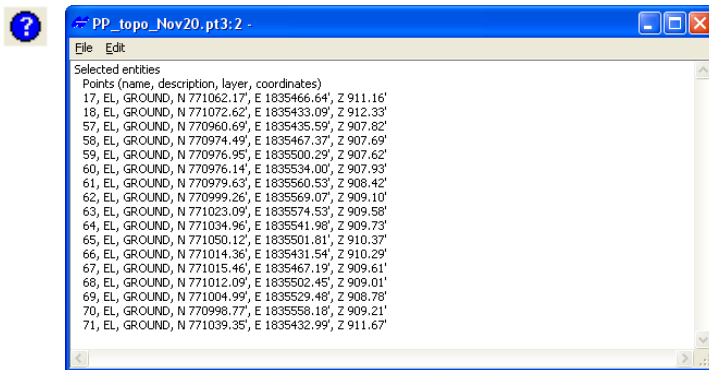 PP_topo_Nov20.pt3:2 -
File Edit
Selected entities
Points (name, description, layer, coordinates)
17, EL, GROUND, N 771062.17', E 1835466.64', Z 911.16'
18, EL, GROUND, N 771072.62', E 1835433.09', Z 912.33'
57, EL, GROUND, N 770960.69', E 1835435.59', Z 907.82'
58, EL, GROUND, N 770974.49', E 1835467.37', Z 907.69'
59, EL, GROUND, N 770976.95', E 1835500.29', Z 907.62'
60, EL, GROUND, N 770976.14', E 1835534.00', Z 907.93'
61, EL, GROUND, N 770979.63', E 1835560.53', Z 908.42'
62, EL, GROUND, N 770999.26', E 1835569.07', Z 909.10'
63, EL, GROUND, N 771023.09', E 1835574.53', Z 909.58'
64, EL, GROUND, N 771034.96', E 1835541.98', Z 909.73'
65, EL, GROUND, N 771050.12', E 1835501.81', Z 910.37'
66, EL, GROUND, N 771014.36', E 1835431.54', Z 910.29'
67, EL, GROUND, N 771015.46', E 1835467.19', Z 909.61'
68, EL, GROUND, N 771012.09', E 1835502.45', Z 909.01'
69, EL, GROUND, N 771004.99', E 1835529.48', Z 908.78'
70, EL, GROUND, N 770998.77', E 1835558.18', Z 909.21'
71, EL, GROUND, N 771039.35', E 1835432.99', Z 911.67'